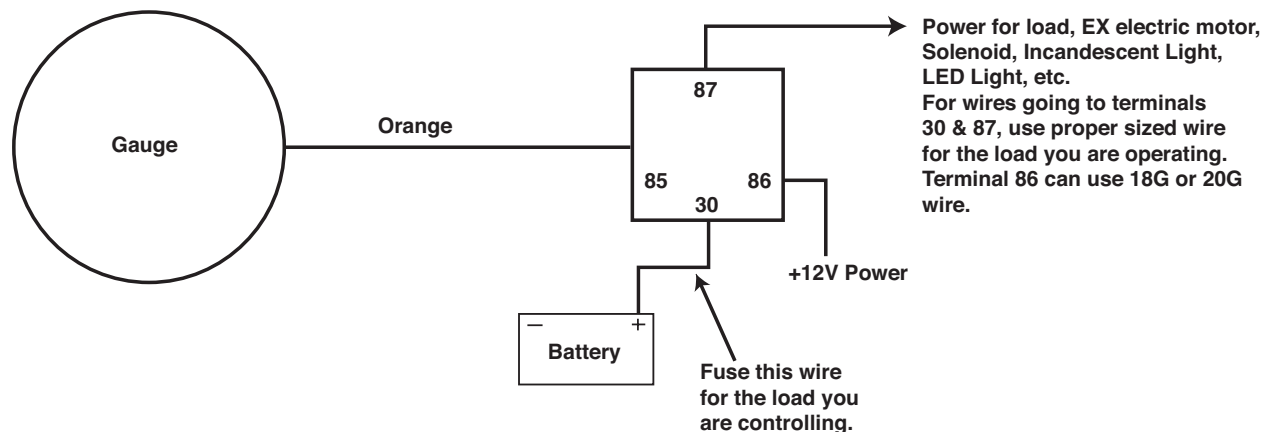 Gauge
Orange
87
85
86
30
Power for load, EX electric motor,
Solenoid, Incandescent Light,
LED Light, etc.
For wires going to terminals
30 & 87, use proper sized wire
for the load you are operating.
Terminal 86 can use 18G or 20G
wire.
+12V Power
– +
Battery
Fuse this wire
for the load you
are controlling.